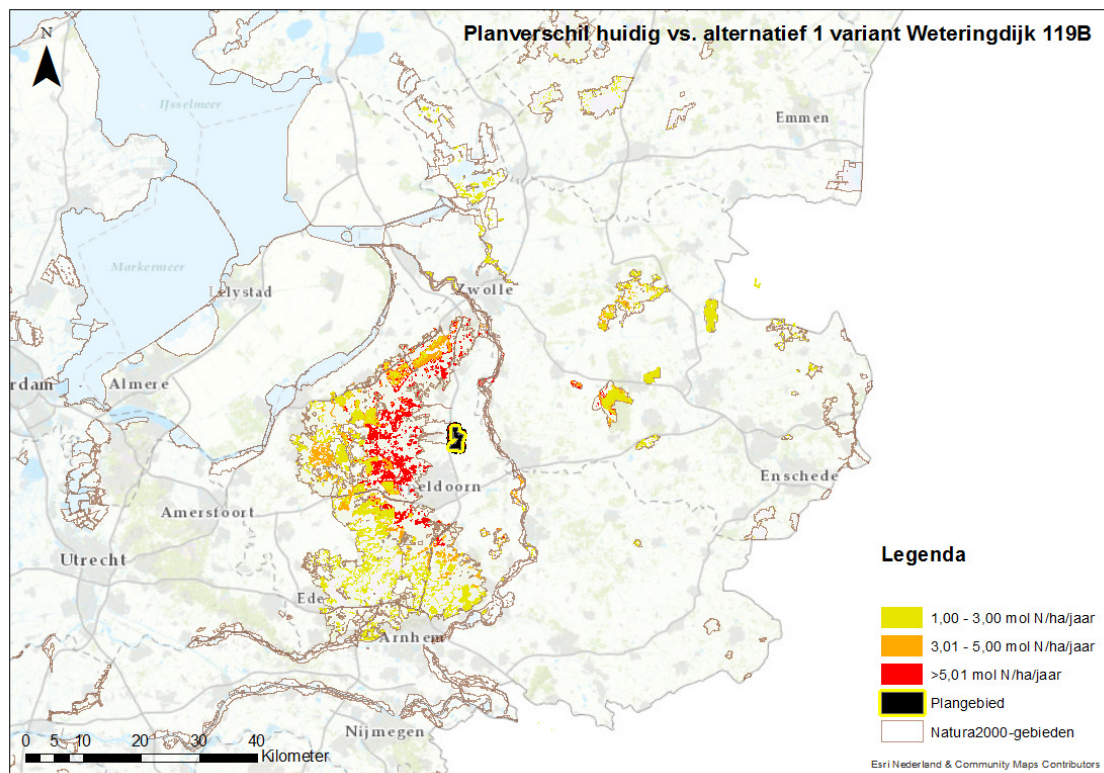 Planverschil huidig vs. alternatief 1 variant Weteringdijk 119B
N
IJsselmeer
Emmen
Markermeer
Lelystad
Zwolle
rdam
Almere
eldoorn
Enschede
Amersfoort
Utrecht
Ede
Arnhem
Nijmegen
Legenda
1,00 - 3,00 mol N/ha/jaar
3,01 - 5,00 mol N/ha/jaar
>5,01 mol N/ha/jaar
Plangebied
Natura2000-gebieden
0 5 10 20 30 40
Kilometer
Esri Nederland & Community Maps Contributors